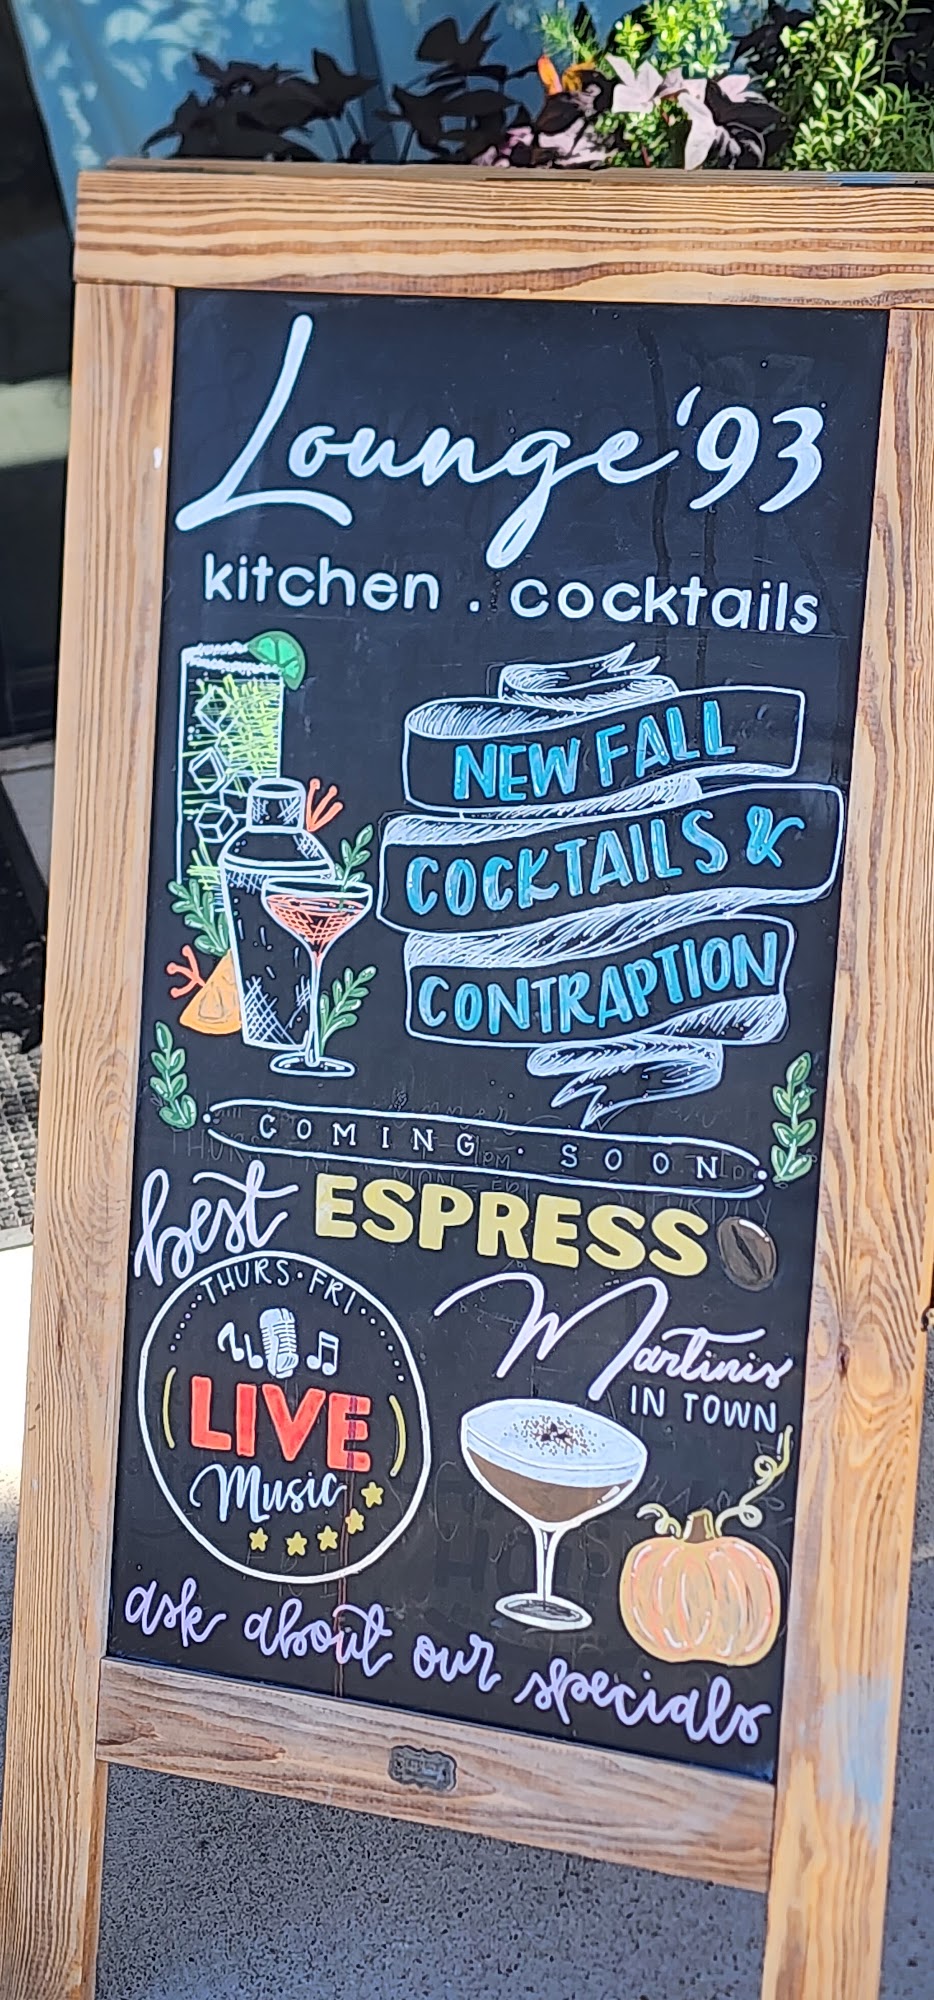 Lounge '93
kitchen . cocktails
NEW FALL
COCKTAILS &
CONTRAPTION
COMING · SOON
best ESPRESS
Martinis
IN TOWN!
THURS · FRI
LIVE
Music
ask about our specials